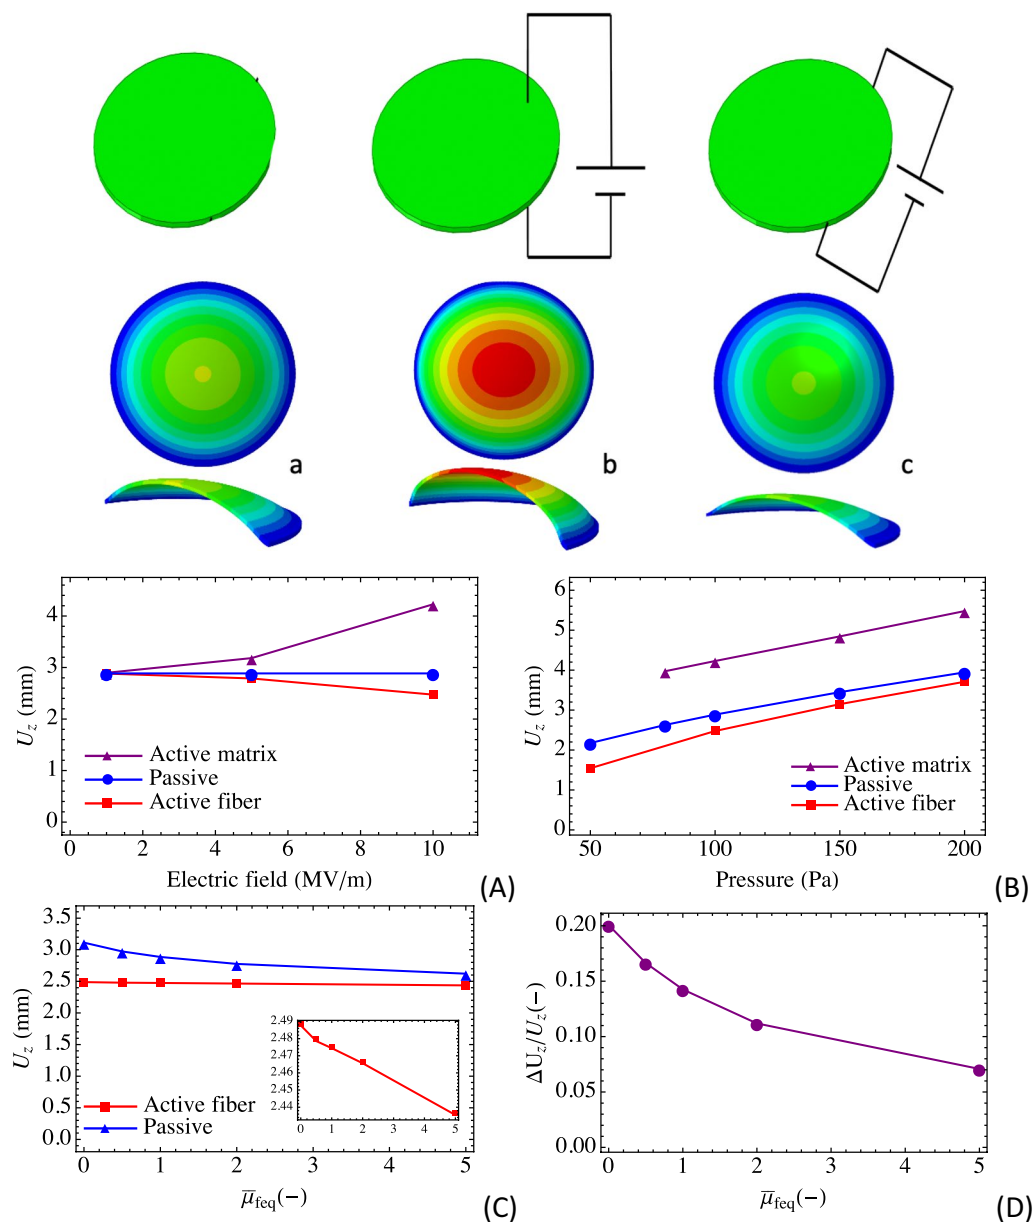 a
b
c
4
3
2
1
0
U_z (mm)
Active matrix
Passive
Active fiber
0 2 4 6 8 10
Electric field (MV/m)
(A)
6
5
4
3
2
1
0
U_z (mm)
Active matrix
Passive
Active fiber
50 100 150 200
Pressure (Pa)
(B)
3.5
3.0
2.5
2.0
1.5
1.0
0.5
0.0
U_z (mm)
2.49
2.48
2.47
2.46
2.45
2.44
0 1 2 3 4 5
Active fiber
Passive
0 1 2 3 4 5
μ̄_feq(−)
(C)
0.20
0.15
0.10
0.05
0.00
ΔU_z/U_z(−)
0 1 2 3 4 5
μ̄_feq(−)
(D)